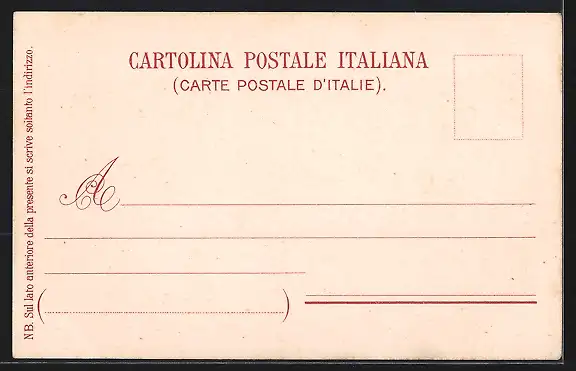 CARTOLINA POSTALE ITALIANA
(CARTE POSTALE D'ITALIE).
A
NB. Sul lato anteriore della presente si scrive soltanto l'indirizzo.